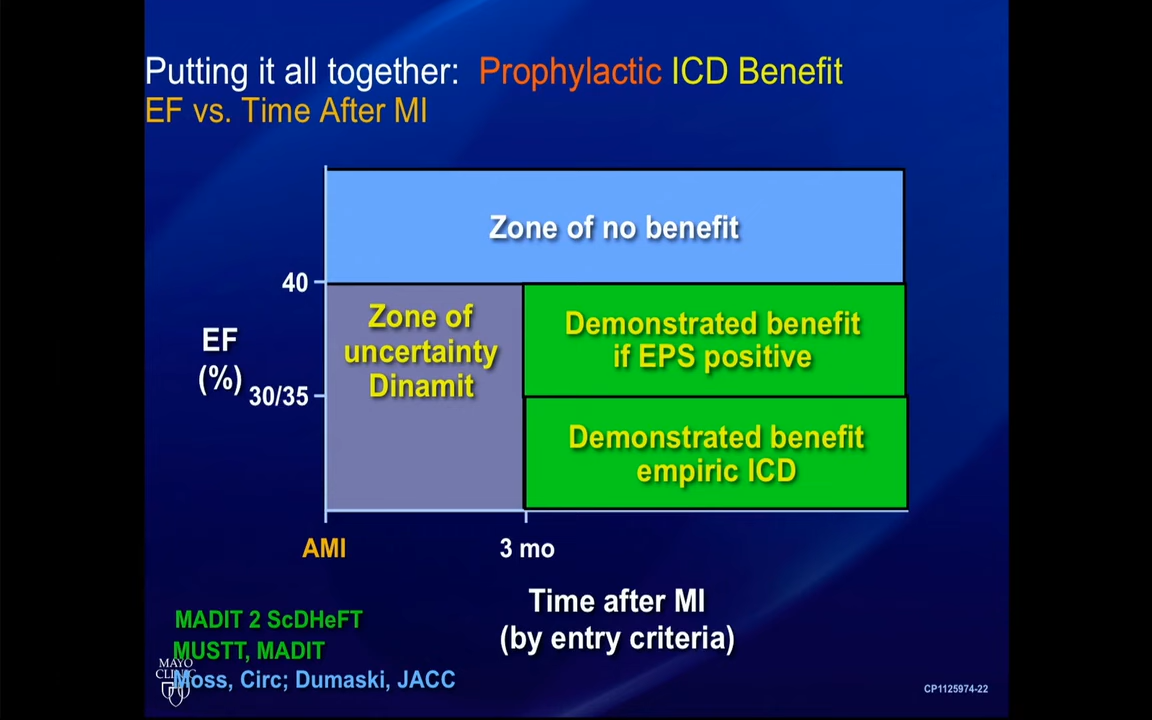 Putting it all together: Prophylactic ICD Benefit
EF vs. Time After MI
Zone of no benefit
40
Zone of
uncertainty
Dinamit
Demonstrated benefit
if EPS positive
EF
(%)
30/35
Demonstrated benefit
empiric ICD
AMI
3 mo
Time after MI
(by entry criteria)
MADIT 2 ScDHeFT
MUSTT, MADIT
MAYO
CLINIC
Moss, Circ; Dumaski, JACC
CP1125974-22